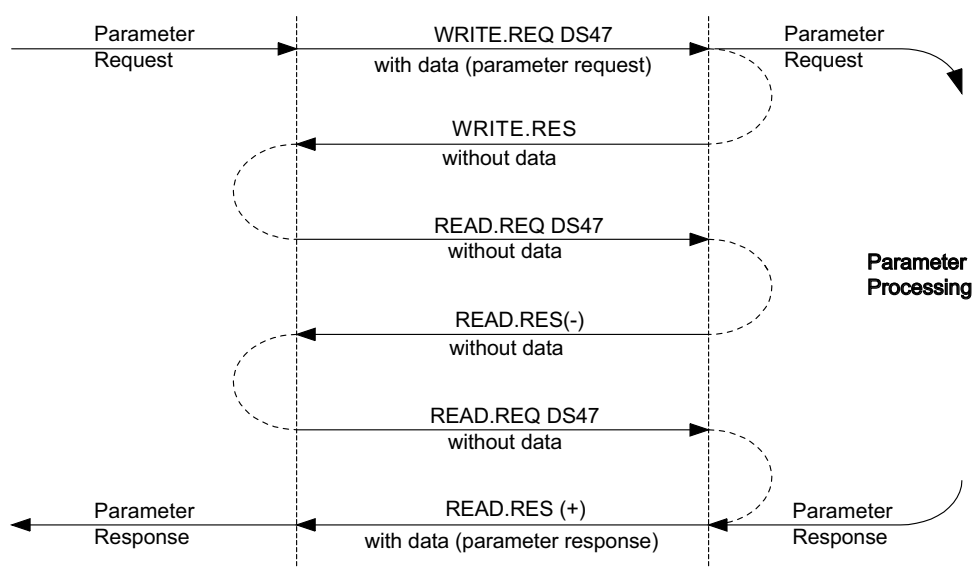 Parameter
Request
WRITE.REQ DS47
with data (parameter request)
Parameter
Request
WRITE.RES
without data
READ.REQ DS47
without data
Parameter
Processing
READ.RES(-)
without data
READ.REQ DS47
without data
Parameter
Response
READ.RES (+)
with data (parameter response)
Parameter
Response